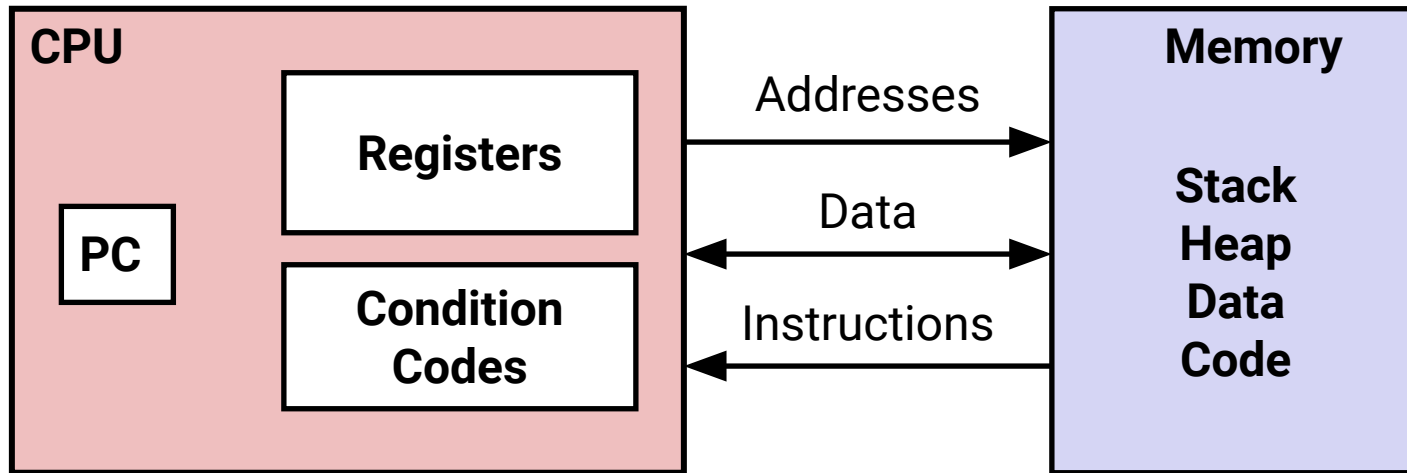 CPU
Registers
PC
Condition
Codes
Addresses
Data
Instructions
Memory
Stack
Heap
Data
Code